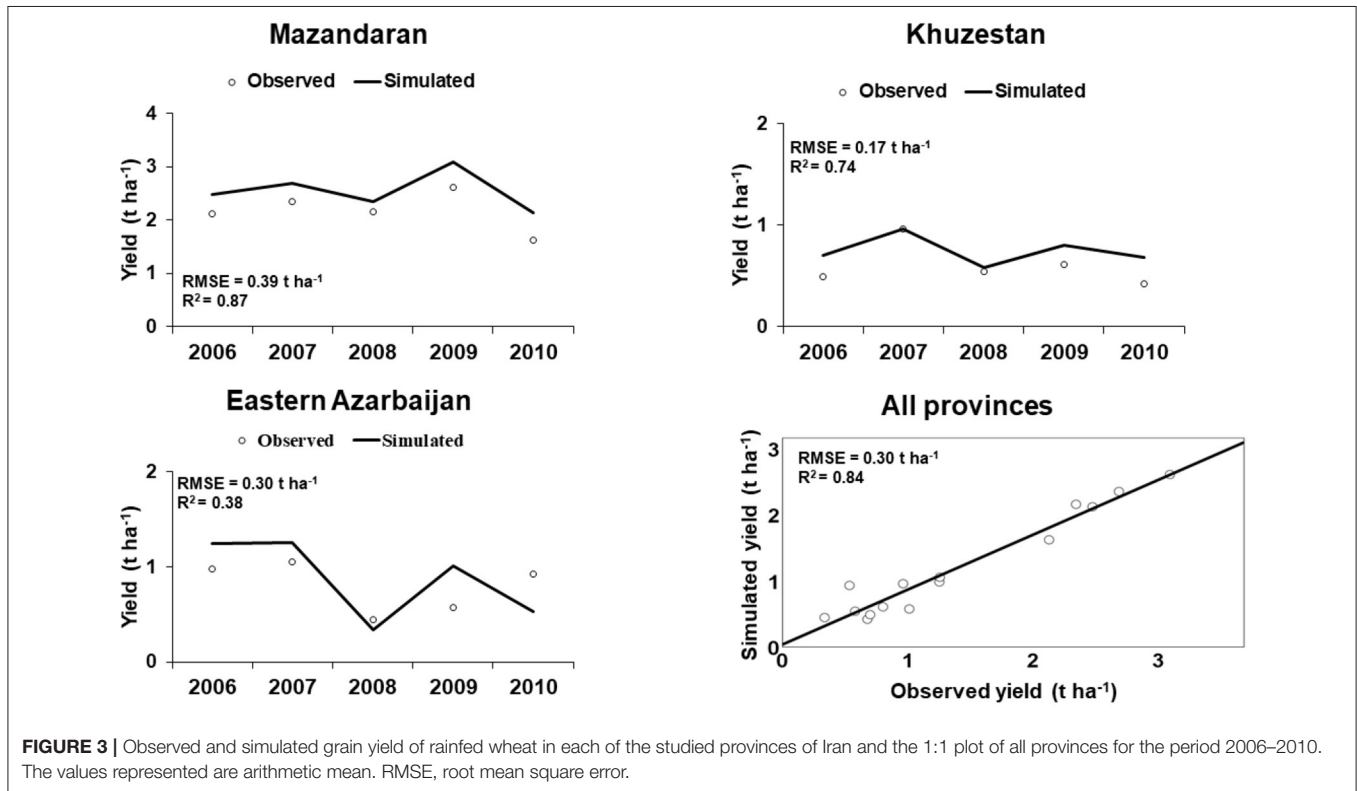 Mazandaran
○ Observed — Simulated
Yield (t ha⁻¹)
4
3
2
1
0
RMSE = 0.39 t ha⁻¹
R² = 0.87
2006 2007 2008 2009 2010
Khuzestan
○ Observed — Simulated
Yield (t ha⁻¹)
2
1
0
RMSE = 0.17 t ha⁻¹
R² = 0.74
2006 2007 2008 2009 2010
Eastern Azarbaijan
○ Observed — Simulated
Yield (t ha⁻¹)
2
1
0
RMSE = 0.30 t ha⁻¹
R² = 0.38
2006 2007 2008 2009 2010
All provinces
Simulated yield (t ha⁻¹)
3
2
1
0
RMSE = 0.30 t ha⁻¹
R² = 0.84
0 1 2 3
Observed yield (t ha⁻¹)
FIGURE 3 | Observed and simulated grain yield of rainfed wheat in each of the studied provinces of Iran and the 1:1 plot of all provinces for the period 2006–2010.
The values represented are arithmetic mean. RMSE, root mean square error.